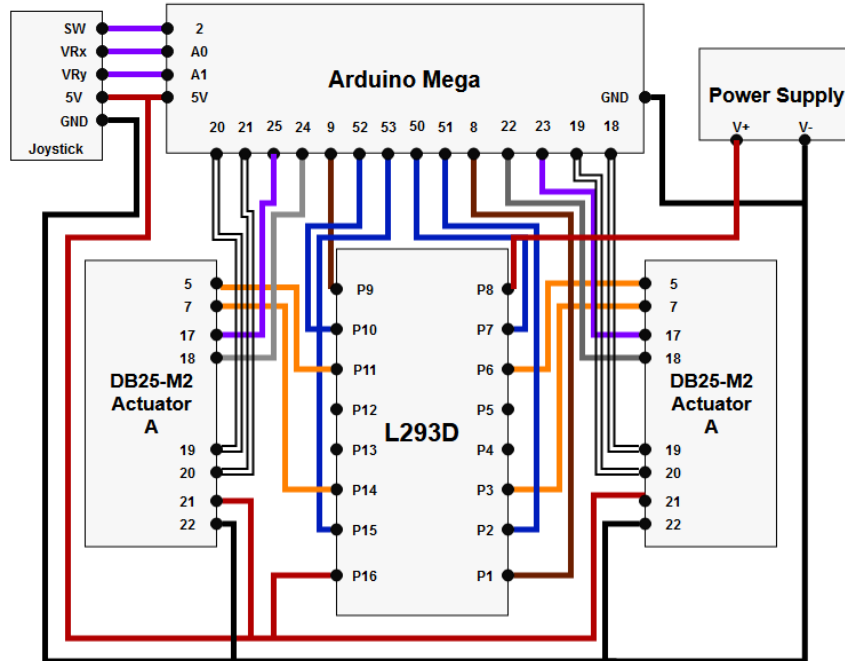 SW
VRx
VRy
5V
GND
Joystick
2
A0
A1
5V
Arduino Mega
GND
20 21 25 24 9 52 53 50 51 8 22 23 19 18
Power Supply
V+ V-
5
7
17
18
DB25-M2
Actuator
A
19
20
21
22
P9 P8
P10 P7
P11 P6
P12 P5
L293D
P13 P4
P14 P3
P15 P2
P16 P1
5
7
17
18
DB25-M2
Actuator
A
19
20
21
22